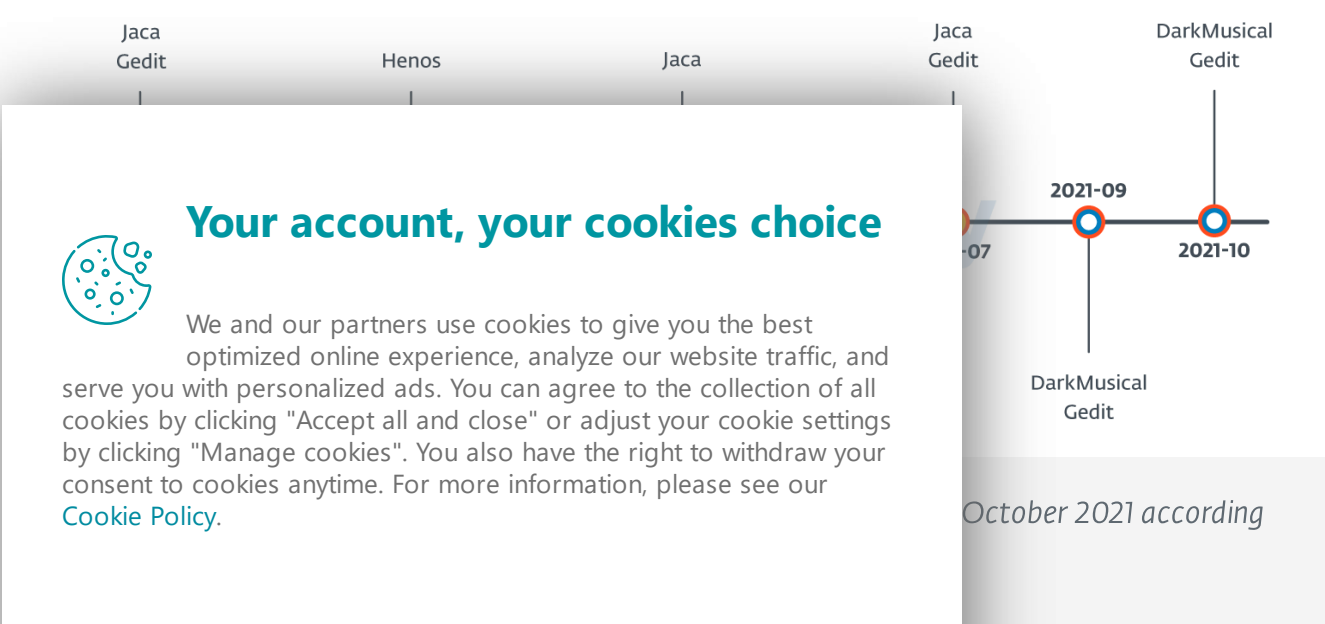 Jaca
Gedit
Henos
Jaca
Jaca
Gedit
DarkMusical
Gedit
2021-09
-07
2021-10
DarkMusical
Gedit
Your account, your cookies choice
We and our partners use cookies to give you the best
optimized online experience, analyze our website traffic, and
serve you with personalized ads. You can agree to the collection of all
cookies by clicking "Accept all and close" or adjust your cookie settings
by clicking "Manage cookies". You also have the right to withdraw your
consent to cookies anytime. For more information, please see our
Cookie Policy.
October 2021 according